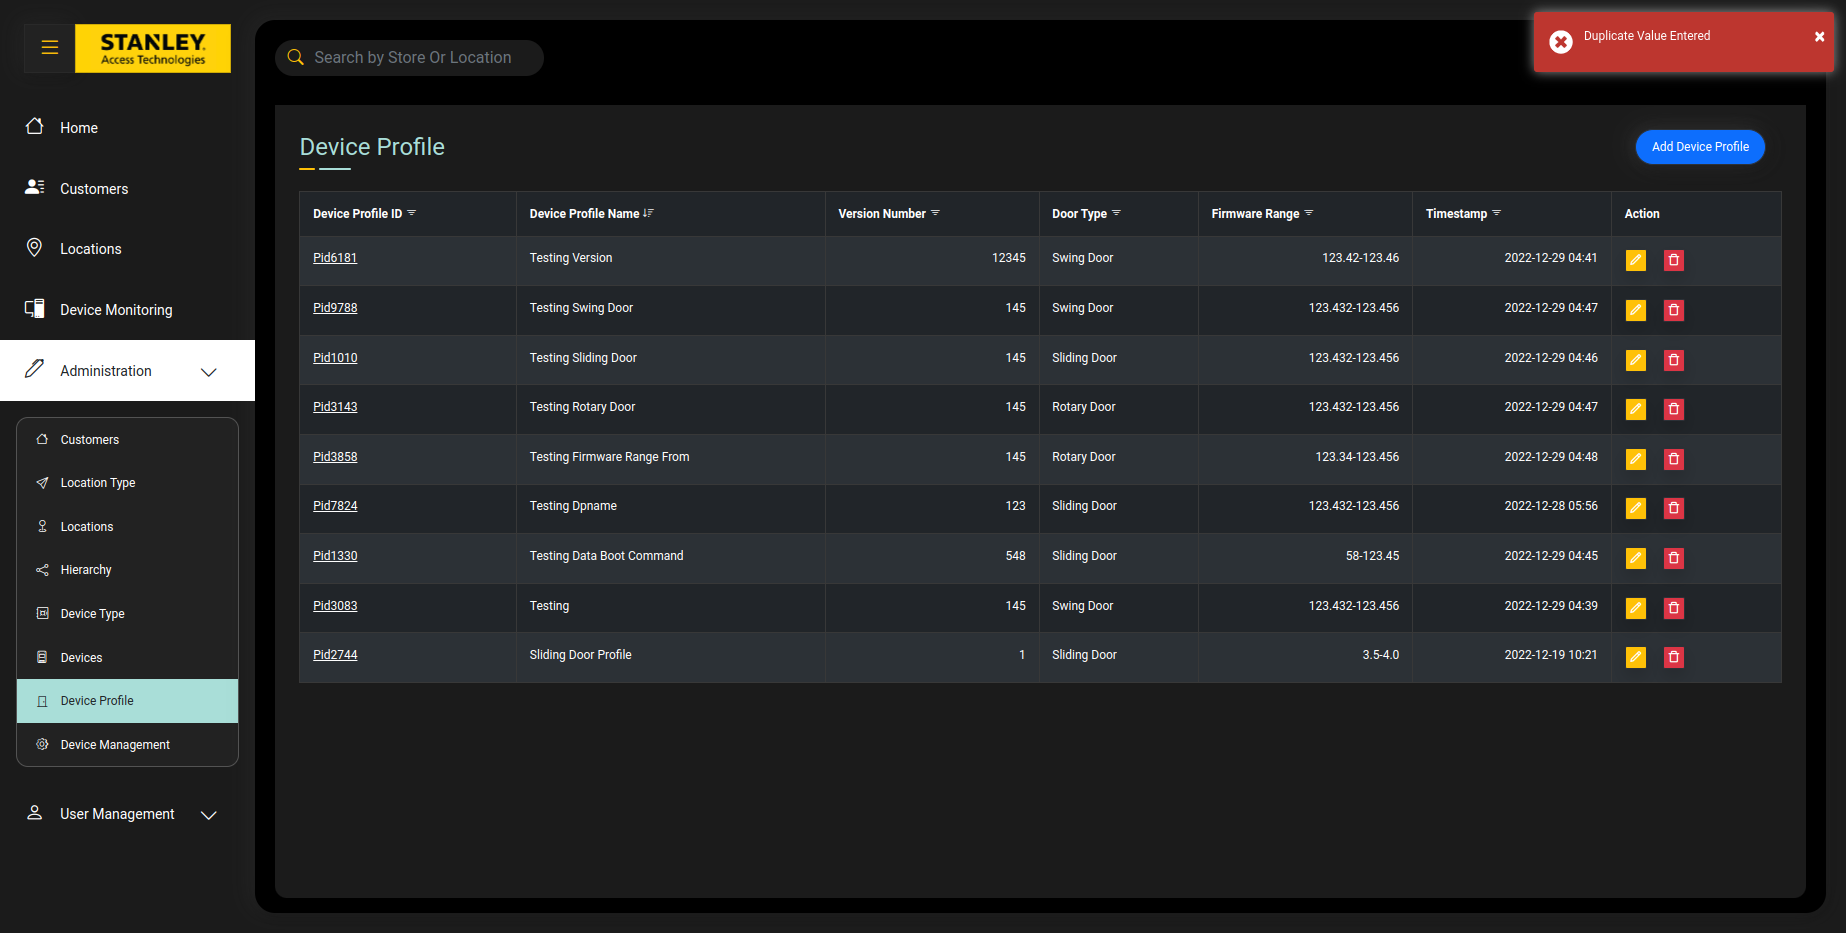 STANLEY.
Access Technologies
Search by Store Or Location
Duplicate Value Entered
Home
Customers
Locations
Device Monitoring
Administration
Customers
Location Type
Locations
Hierarchy
Device Type
Devices
Device Profile
Device Management
User Management
Device Profile
Add Device Profile
Device Profile ID Device Profile Name Version Number Door Type Firmware Range Timestamp Action
Pid6181 Testing Version 12345 Swing Door 123.42-123.46 2022-12-29 04:41
Pid9788 Testing Swing Door 145 Swing Door 123.432-123.456 2022-12-29 04:47
Pid1010 Testing Sliding Door 145 Sliding Door 123.432-123.456 2022-12-29 04:46
Pid3143 Testing Rotary Door 145 Rotary Door 123.432-123.456 2022-12-29 04:47
Pid3858 Testing Firmware Range From 145 Rotary Door 123.34-123.456 2022-12-29 04:48
Pid7824 Testing Dpname 123 Sliding Door 123.432-123.456 2022-12-28 05:56
Pid1330 Testing Data Boot Command 548 Sliding Door 58-123.45 2022-12-29 04:45
Pid3083 Testing 145 Swing Door 123.432-123.456 2022-12-29 04:39
Pid2744 Sliding Door Profile 1 Sliding Door 3.5-4.0 2022-12-19 10:21